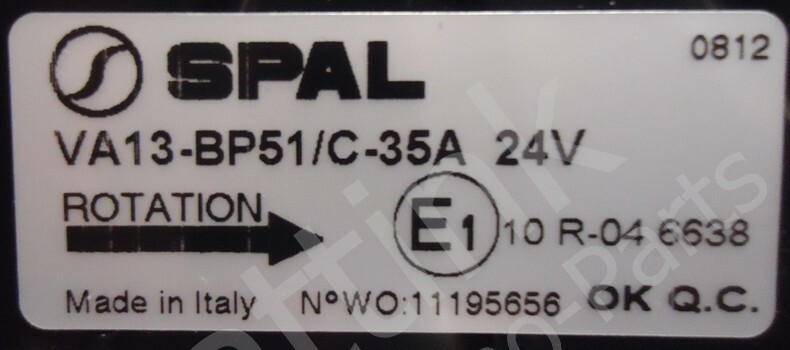 SPAL 0812
VA13-BP51/C-35A 24V
ROTATION
E1 10 R-04 6638
Made in Italy N°WO:11195656 OK Q.C.